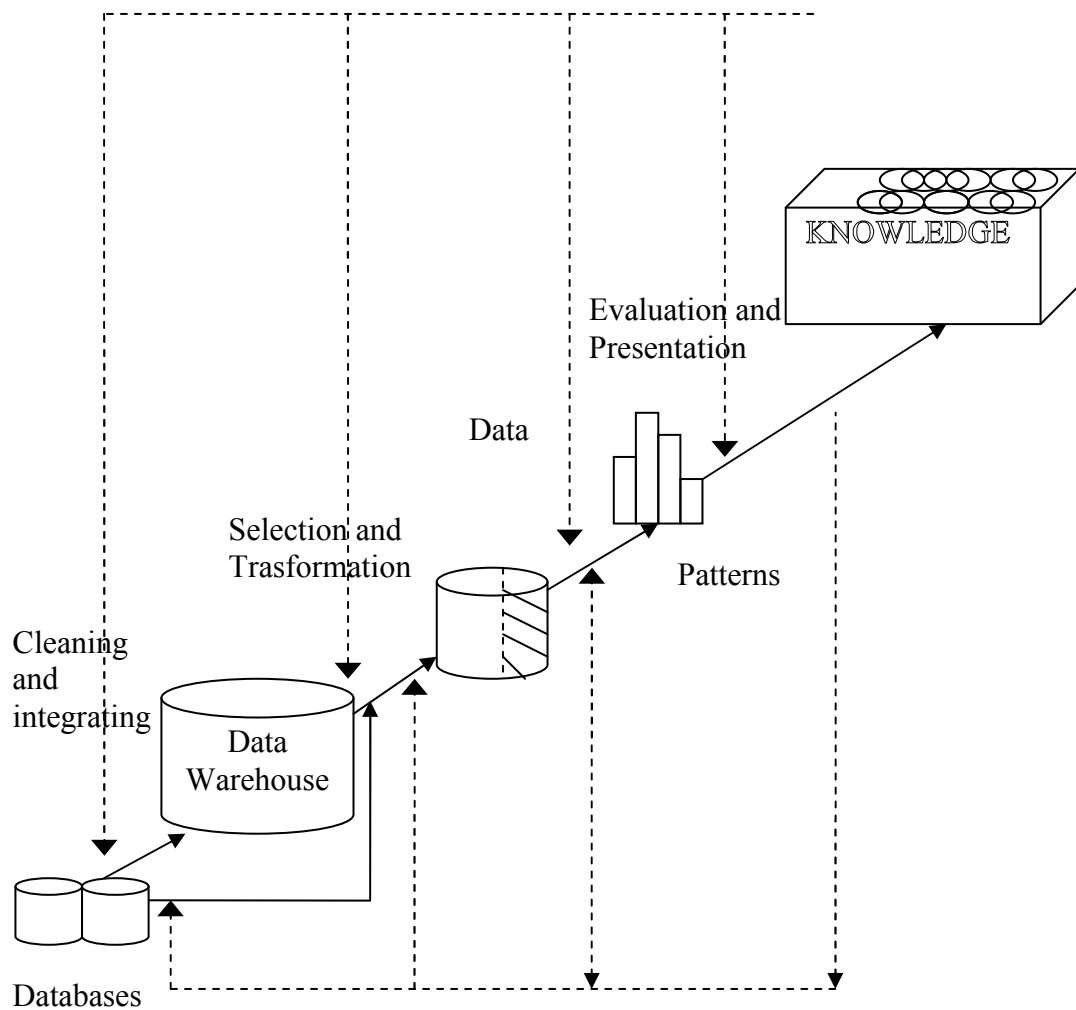 KNOWLEDGE
Evaluation and
Presentation
Data
Selection and
Trasformation
Patterns
Cleaning
and
integrating
Data
Warehouse
Databases